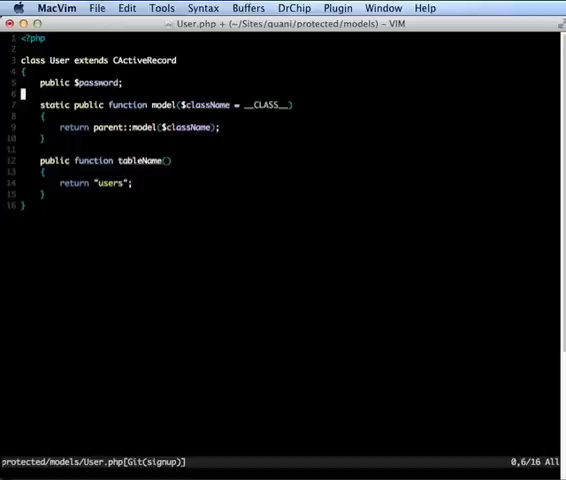 MacVim File Edit Tools Syntax Buffers DrChip Plugin Window Help
User.php + (~/Sites/quani/protected/models) – VIM
1 <?php
2
3 class User extends CActiveRecord
4 {
5 public $password;
6
7 static public function model($className = __CLASS__)
8 {
9 return parent::model($className);
10 }
11
12 public function tableName()
13 {
14 return "users";
15 }
16 }
protected/models/User.php[Git(signup)] 0,6/16 All